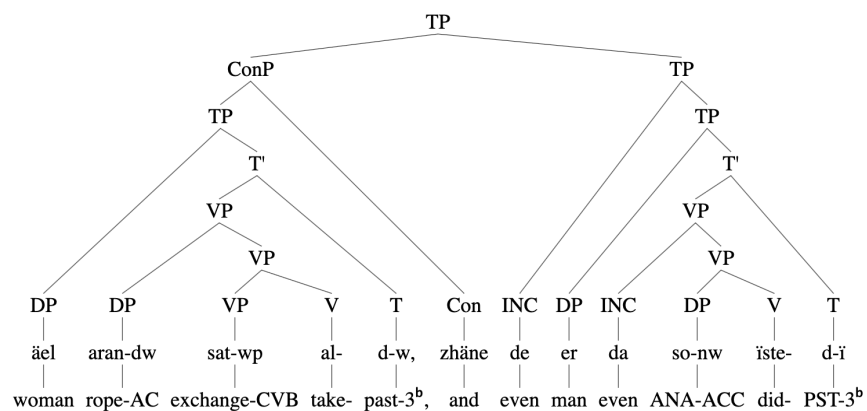 TP
ConP TP
TP TP
T' T'
VP VP
VP VP
DP DP VP V T Con INC DP INC DP V T
äel aran-dw sat-wp al- d-w, zhäne de er da so-nw ïste- d-ï
woman rope-AC exchange-CVB take- past-3ᵇ, and even man even ANA-ACC did- PST-3ᵇ